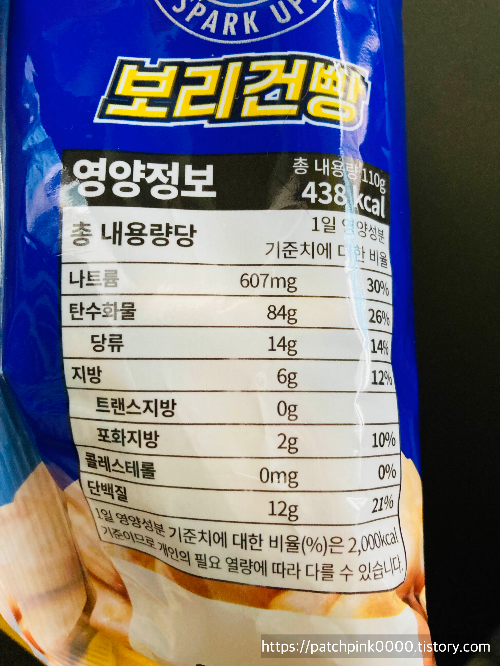 SPARK UP!
보리건빵
영양정보
총 내용량 110g
438 kcal
총 내용량당
1일 영양성분
기준치에 대한 비율
나트륨 607mg 30%
탄수화물 84g 26%
당류 14g 14%
지방 6g 12%
트랜스지방 0g
포화지방 2g 10%
콜레스테롤 0mg 0%
단백질 12g 21%
1일 영양성분 기준치에 대한 비율(%)은 2,000kcal
기준이므로 개인의 필요 열량에 따라 다를 수 있습니다.
https://patchpink0000.tistory.com